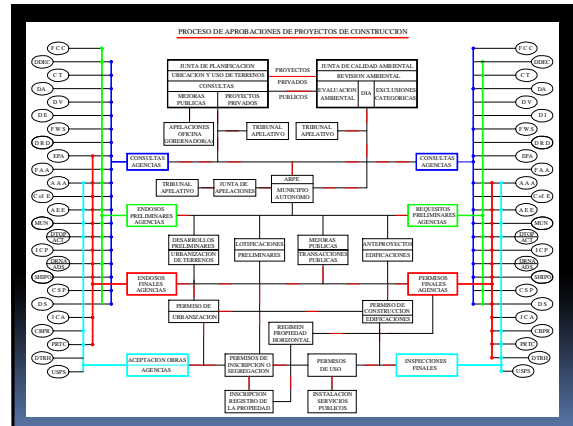 PROCESO DE APROBACIONES DE PROYECTOS DE CONSTRUCCION
F C C
DDEC
C T
DA
D V
D E
F W S
D R D
EPA
F A A
A A A
C of E
A E E
MUN
DTOP
ACT
I C P
DRNA
ADS
SHPO
C S P
D S
J C A
CBPR
PRTC
DTRH
USPS
JUNTA DE PLANIFICACION
UBICACION Y USO DE TERRENOS
CONSULTAS
MEJORAS
PUBLICAS
PROYECTOS
PRIVADOS
PROYECTOS
PRIVADOS
PUBLICOS
JUNTA DE CALIDAD AMBIENTAL
REVISION AMBIENTAL
EVALUACION
AMBIENTAL
DIA
EXCLUSIONES
CATEGORICAS
APELACIONES
OFICINA
GOBERNADOR(A)
TRIBUNAL
APELATIVO
TRIBUNAL
APELATIVO
CONSULTAS
AGENCIAS
CONSULTAS
AGENCIAS
TRIBUNAL
APELATIVO
JUNTA DE
APELACIONES
ARPE
MUNICIPIO
AUTONOMO
ENDOSOS
PRELIMINARES
AGENCIAS
REQUISITOS
PRELIMINARES
AGENCIAS
DESARROLLOS
PRELIMINARES
URBANIZACION
DE TERRENOS
LOTIFICACIONES
PRELIMINARES
MEJORAS
PUBLICAS
TRANSACCIONES
PUBLICAS
ANTEPROYECTOS
EDIFICACIONES
ENDOSOS
FINALES
AGENCIAS
PERMISOS
FINALES
AGENCIAS
PERMISO DE
URBANIZACION
PERMISO DE
CONSTRUCCION
EDIFICACIONES
REGIMEN
PROPIEDAD
HORIZONTAL
ACEPTACION OBRAS
AGENCIAS
PERMISOS DE
INSCRIPCION O
SEGREGACION
PERMISOS
DE USO
INSPECCIONES
FINALES
INSCRIPCION
REGISTRO DE
LA PROPIEDAD
INSTALACION
SERVICIOS
PUBLICOS
F C C
DDEC
C T
DA
D V
D I
F W S
D R D
EPA
F A A
A A A
C of E
A E E
MUN
DTOP
ACT
I C P
DRNA
ADS
SHPO
C S P
D S
J C A
CBPR
PRTC
DTRH
USPS